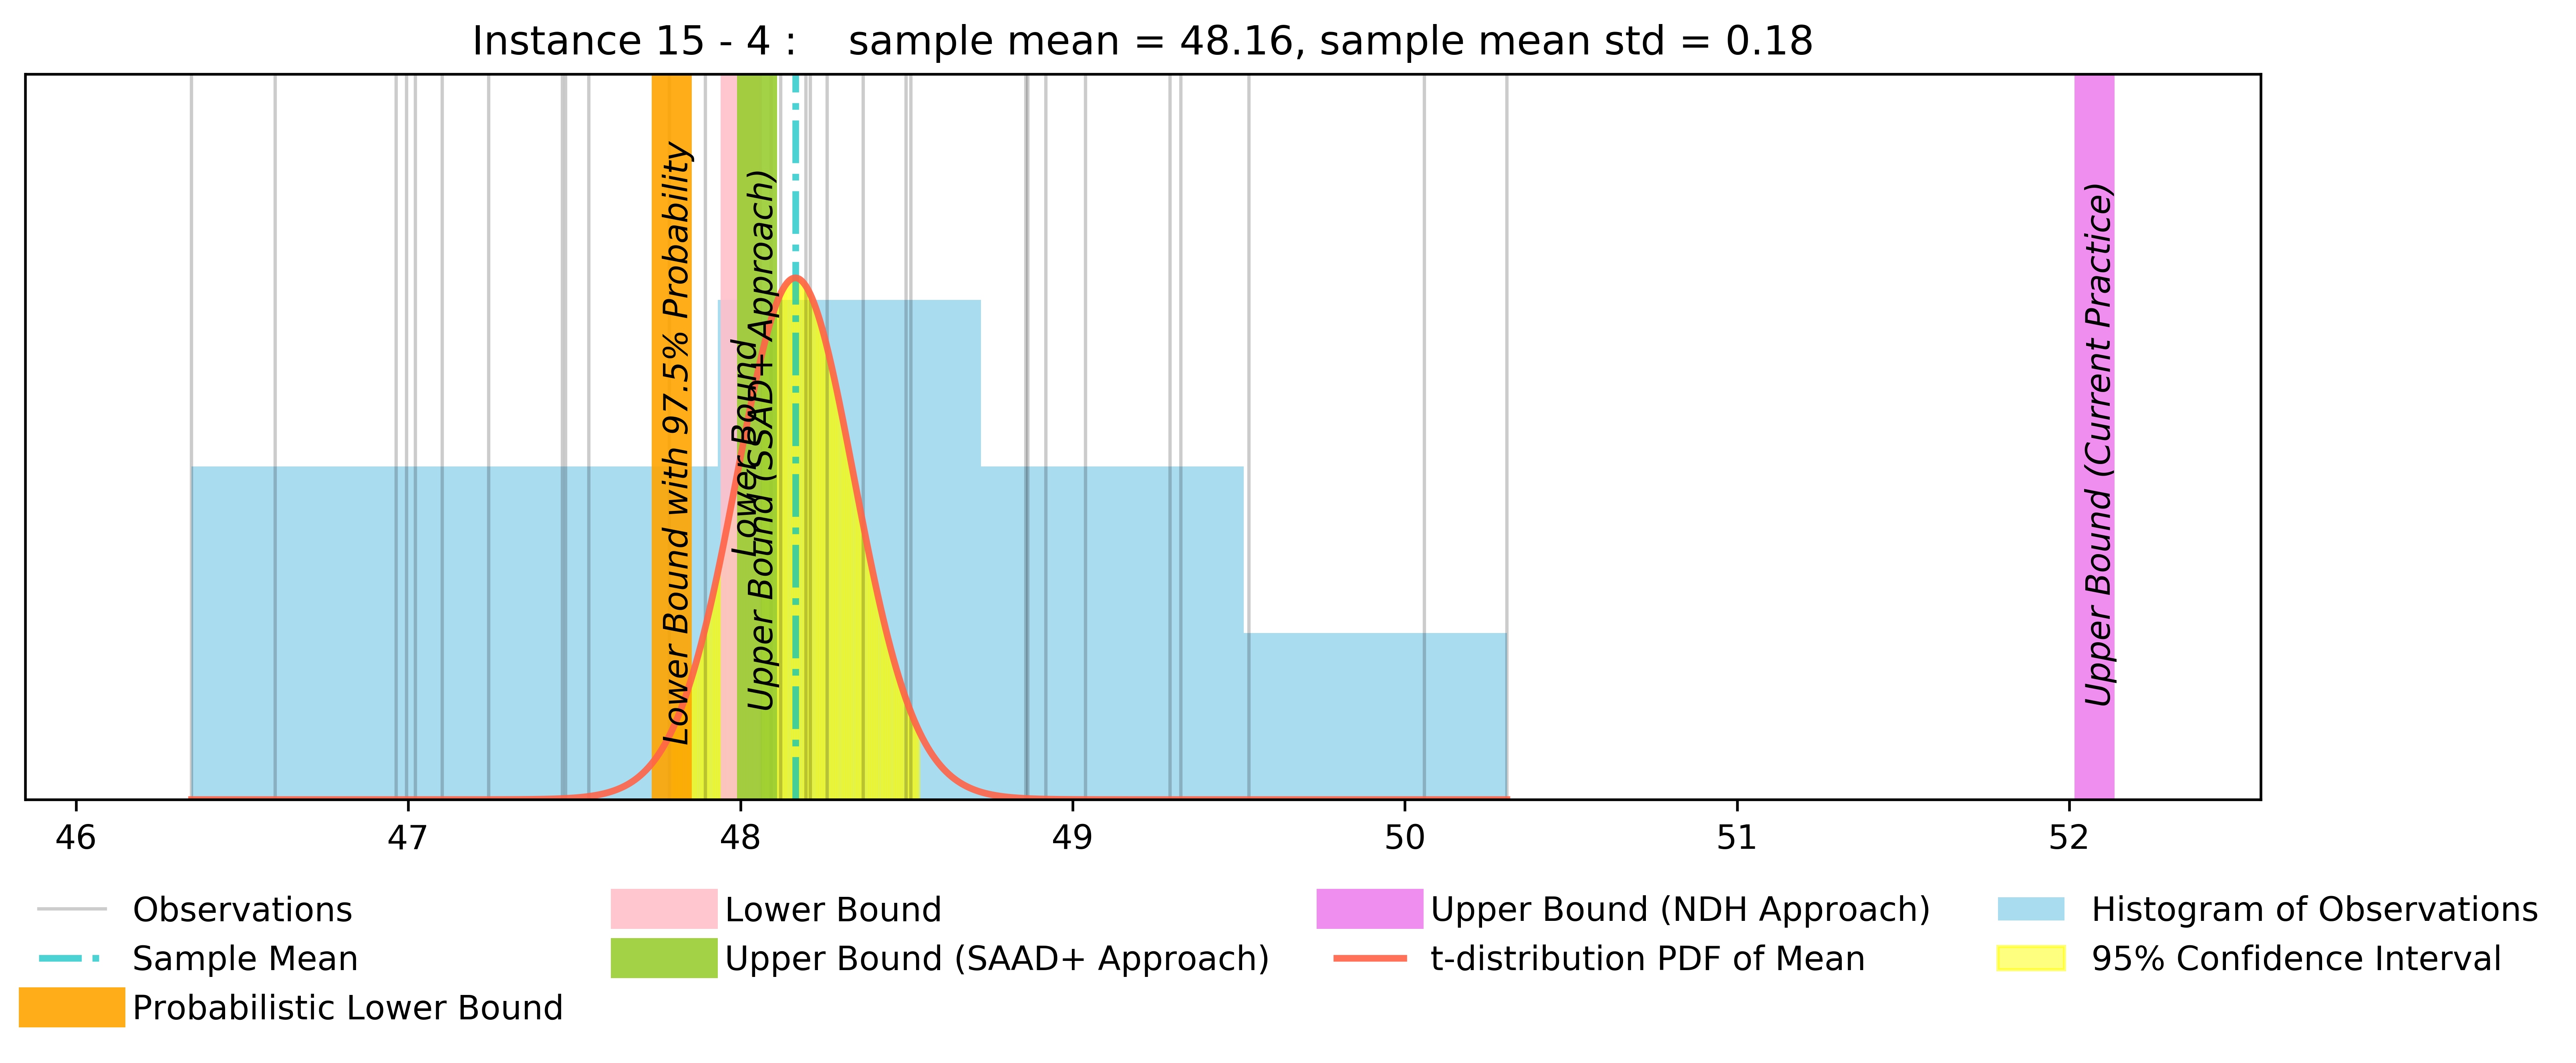 Instance 15 - 4 :    sample mean = 48.16, sample mean std = 0.18
Lower Bound with 97.5% Probability
Lower Bound
Upper Bound (SSAD+ Approach)
Upper Bound (Current Practice)
46 47 48 49 50 51 52
Observations
Sample Mean
Probabilistic Lower Bound
Lower Bound
Upper Bound (SAAD+ Approach)
Upper Bound (NDH Approach)
t-distribution PDF of Mean
Histogram of Observations
95% Confidence Interval